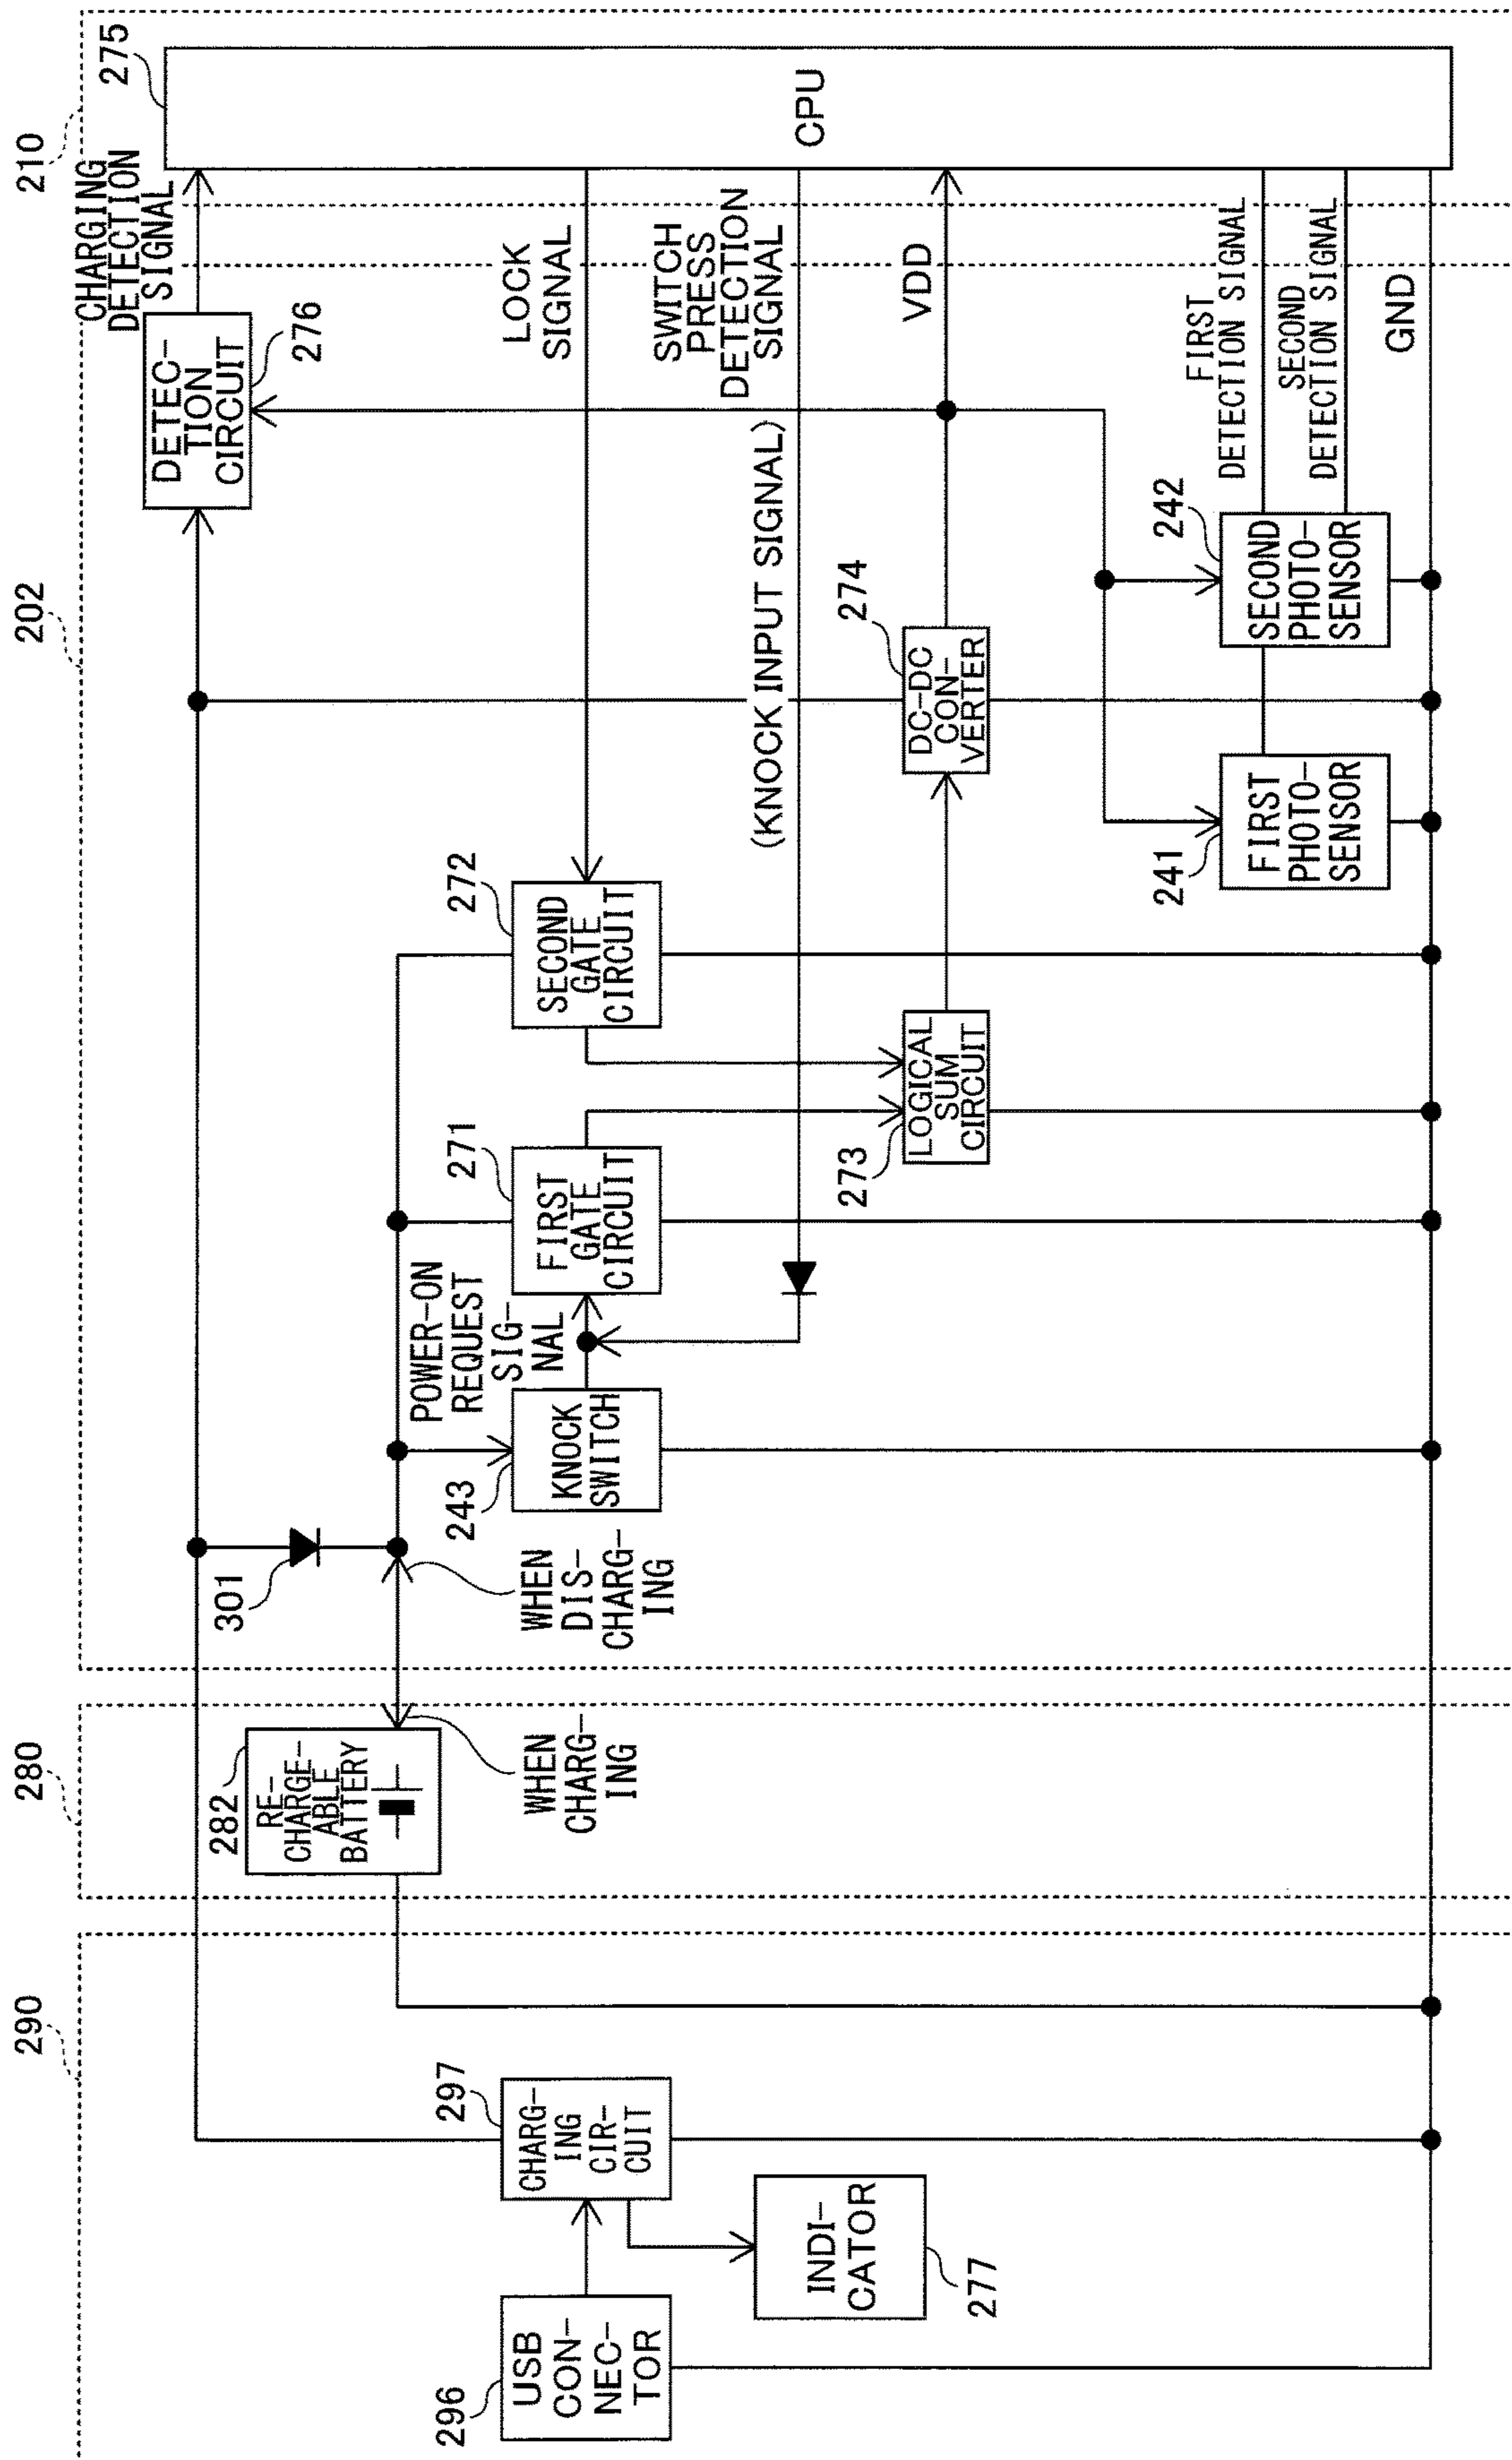 290
280
202
210
296
USB
CON-
NEC-
TOR
297
CHARG-
ING
CIR-
CUIT
INDI-
CATOR
277
282
RE-
CHARGE-
ABLE
BATTERY
WHEN
CHARG-
ING
301
WHEN
DIS-
CHARG-
ING
243
KNOCK
SWITCH
POWER-ON
REQUEST
SIG-
NAL
271
FIRST
GATE
CIRCUIT
272
SECOND
GATE
CIRCUIT
273
LOGICAL
SUM
CIRCUIT
274
DC-DC
CON-
VERTER
241
FIRST
PHOTO-
SENSOR
242
SECOND
PHOTO-
SENSOR
DETEC-
TION
CIRCUIT
276
CHARGING
DETECTION
SIGNAL
LOCK
SIGNAL
SWITCH
PRESS
DETECTION
SIGNAL
(KNOCK INPUT SIGNAL)
VDD
FIRST
DETECTION SIGNAL
SECOND
DETECTION SIGNAL
GND
275
CPU